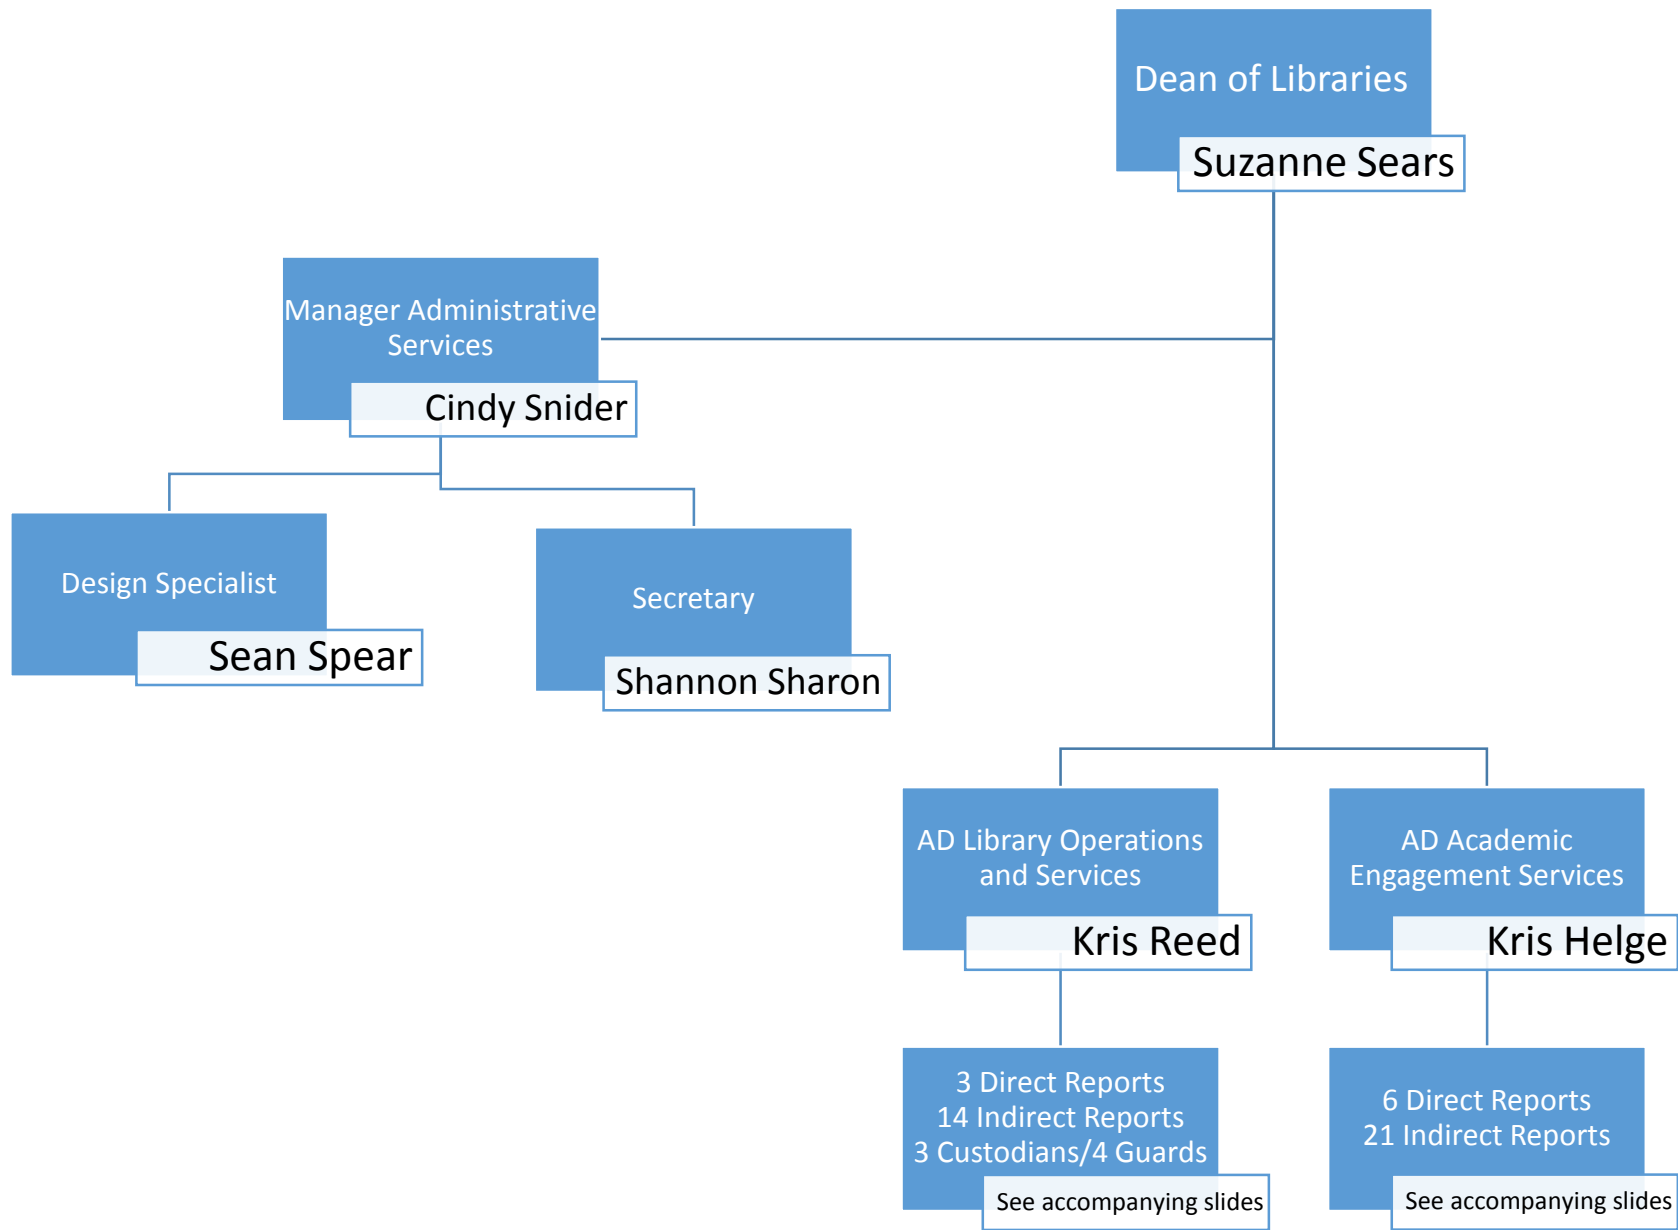 Dean of Libraries
Suzanne Sears
Manager Administrative
Services
Cindy Snider
Design Specialist
Sean Spear
Secretary
Shannon Sharon
AD Library Operations
and Services
Kris Reed
AD Academic
Engagement Services
Kris Helge
3 Direct Reports
14 Indirect Reports
3 Custodians/4 Guards
See accompanying slides
6 Direct Reports
21 Indirect Reports
See accompanying slides